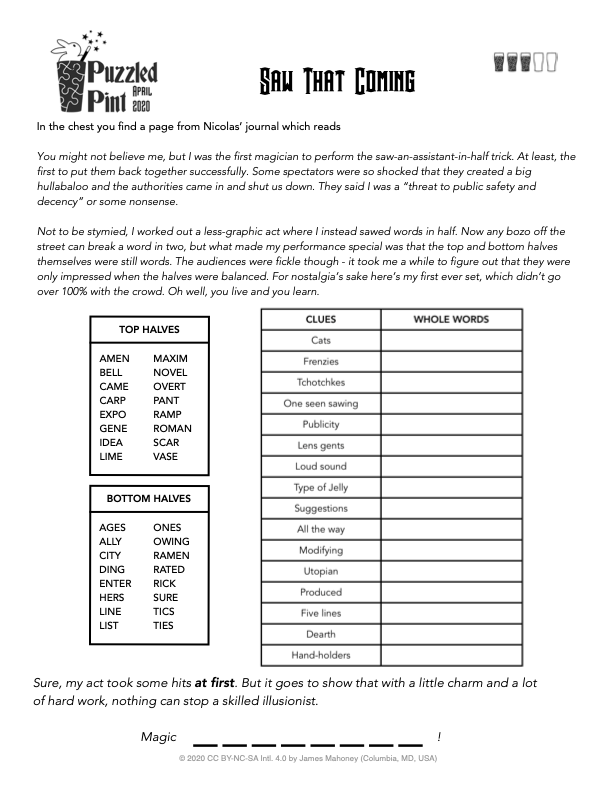 Puzzled
Pint
APRIL
2020
SAW THAT COMING
In the chest you find a page from Nicolas' journal which reads
You might not believe me, but I was the first magician to perform the saw-an-assistant-in-half trick. At least, the
first to put them back together successfully. Some spectators were so shocked that they created a big
hullabaloo and the authorities came in and shut us down. They said I was a "threat to public safety and
decency" or some nonsense.
Not to be stymied, I worked out a less-graphic act where I instead sawed words in half. Now any bozo off the
street can break a word in two, but what made my performance special was that the top and bottom halves
themselves were still words. The audiences were fickle though - it took me a while to figure out that they were
only impressed when the halves were balanced. For nostalgia's sake here's my first ever set, which didn't go
over 100% with the crowd. Oh well, you live and you learn.
TOP HALVES
AMEN MAXIM
BELL NOVEL
CAME OVERT
CARP PANT
EXPO RAMP
GENE ROMAN
IDEA SCAR
LIME VASE
BOTTOM HALVES
AGES ONES
ALLY OWING
CITY RAMEN
DING RATED
ENTER RICK
HERS SURE
LINE TICS
LIST TIES
CLUES WHOLE WORDS
Cats
Frenzies
Tchotchkes
One seen sawing
Publicity
Lens gents
Loud sound
Type of Jelly
Suggestions
All the way
Modifying
Utopian
Produced
Five lines
Dearth
Hand-holders
Sure, my act took some hits at first. But it goes to show that with a little charm and a lot
of hard work, nothing can stop a skilled illusionist.
Magic __ __ __ __ __ __ __ __ !
© 2020 CC BY-NC-SA Intl. 4.0 by James Mahoney (Columbia, MD, USA)